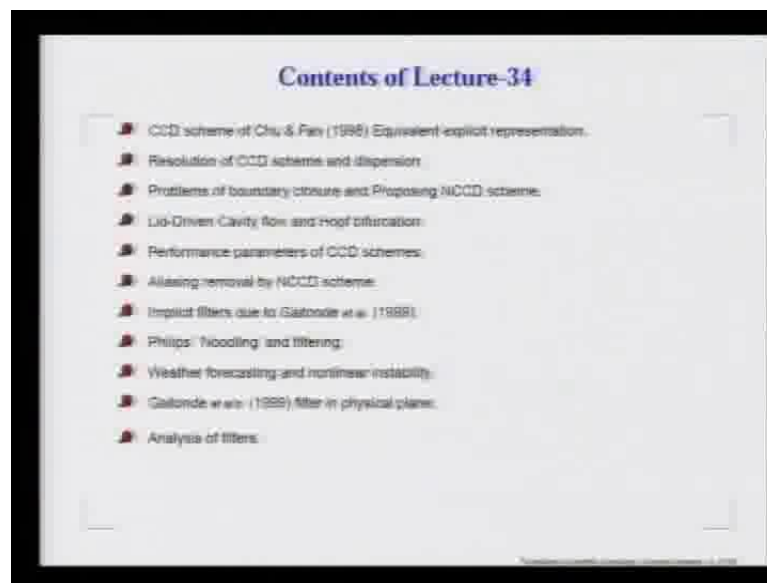 Contents of Lecture-34
CCD scheme of Chu & Fan (1998) Equivalent explicit representation.
Resolution of CCD scheme and dispersion
Problems of boundary closure and Proposing NCCD scheme.
Lid-Driven Cavity flow and Hopf bifurcation.
Performance parameters of CCD schemes.
Aliasing removal by NCCD scheme.
Implicit filters due to Gaitonde et al. (1999).
Philips' 'Noodling' and filtering.
Weather forecasting and nonlinear instability.
Gaitonde et al's. (1999) filter in physical plane.
Analysis of filters.